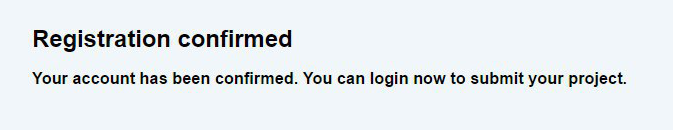 Registration confirmed
Your account has been confirmed. You can login now to submit your project.